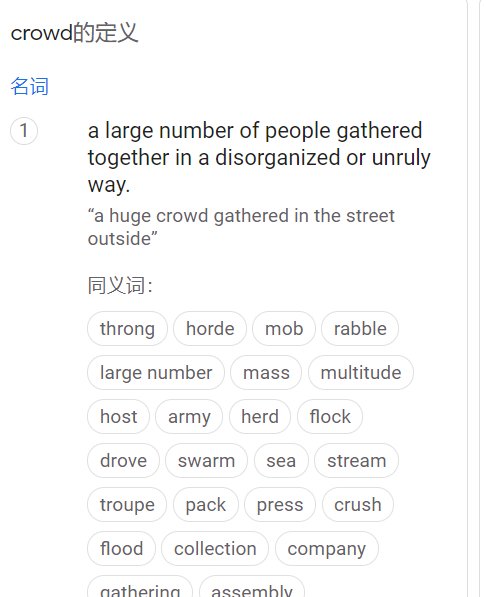 crowd的定义
名词
1 a large number of people gathered
together in a disorganized or unruly
way.
“a huge crowd gathered in the street
outside”
同义词：
throng horde mob rabble
large number mass multitude
host army herd flock
drove swarm sea stream
troupe pack press crush
flood collection company
gathering assembly